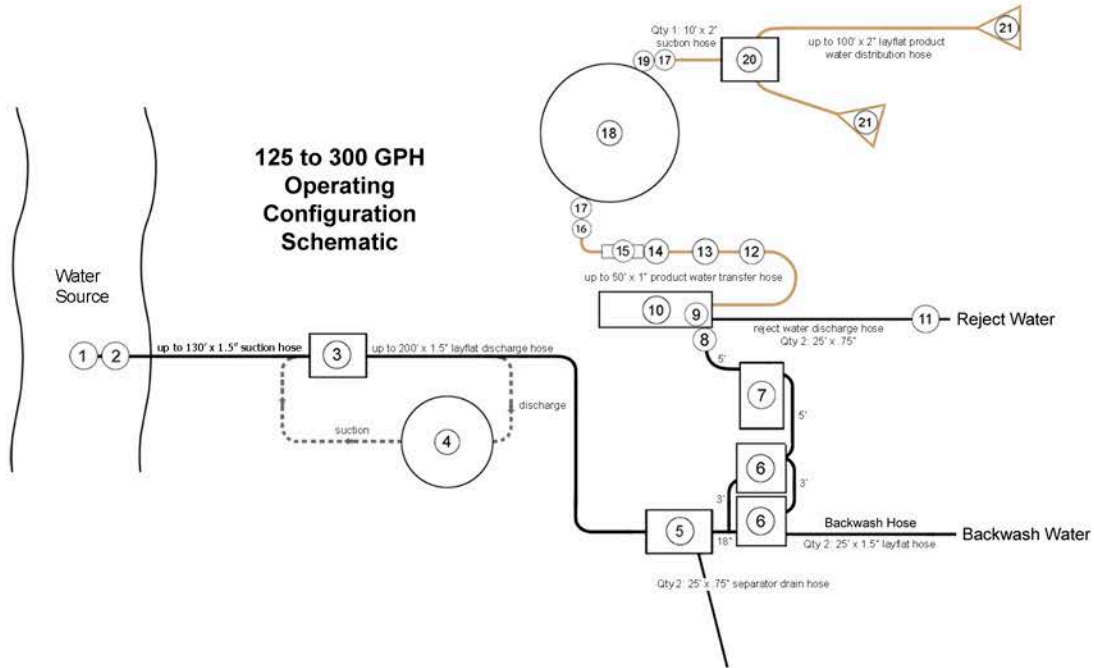 Qty 1: 10' x 2"
suction hose
up to 100' x 2" layflat product
water distribution hose
21
19
17
20
21
18
125 to 300 GPH
Operating
Configuration
Schematic
17
16
15
14
13
12
up to 50' x 1" product water transfer hose
Water
Source
10
9
reject water discharge hose
Qty 2: 25' x .75"
11
Reject Water
8
1
2
up to 130' x 1.5" suction hose
3
up to 200' x 1.5" layflat discharge hose
5'
7
5'
suction
discharge
4
6
3'
3'
5
18"
6
Backwash Hose
Qty 2: 25' x 1.5" layflat hose
Backwash Water
Qty 2: 25' x .75" separator drain hose